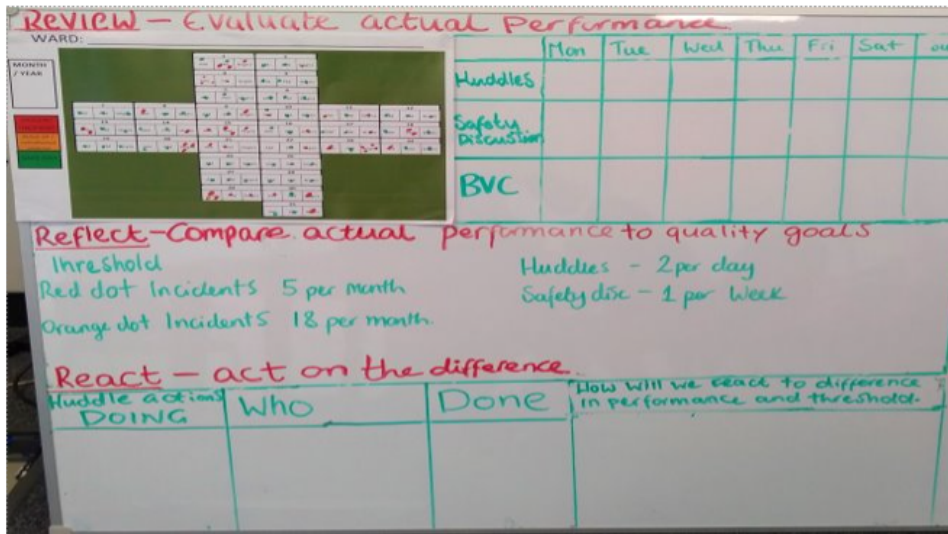 REVIEW — Evaluate actual performance
WARD:
MONTH
/ YEAR
Mon Tue Wed Thu Fri Sat
Huddles
Safety
Discussion
BVC
Reflect - Compare actual performance to quality goals
Threshold
Red dot Incidents 5 per month
Orange dot Incidents 18 per month.
Huddles - 2 per day
Safety disc - 1 per Week
React — act on the difference
Huddle actions
DOING
Who
Done
How will we react to difference
in performance and threshold.